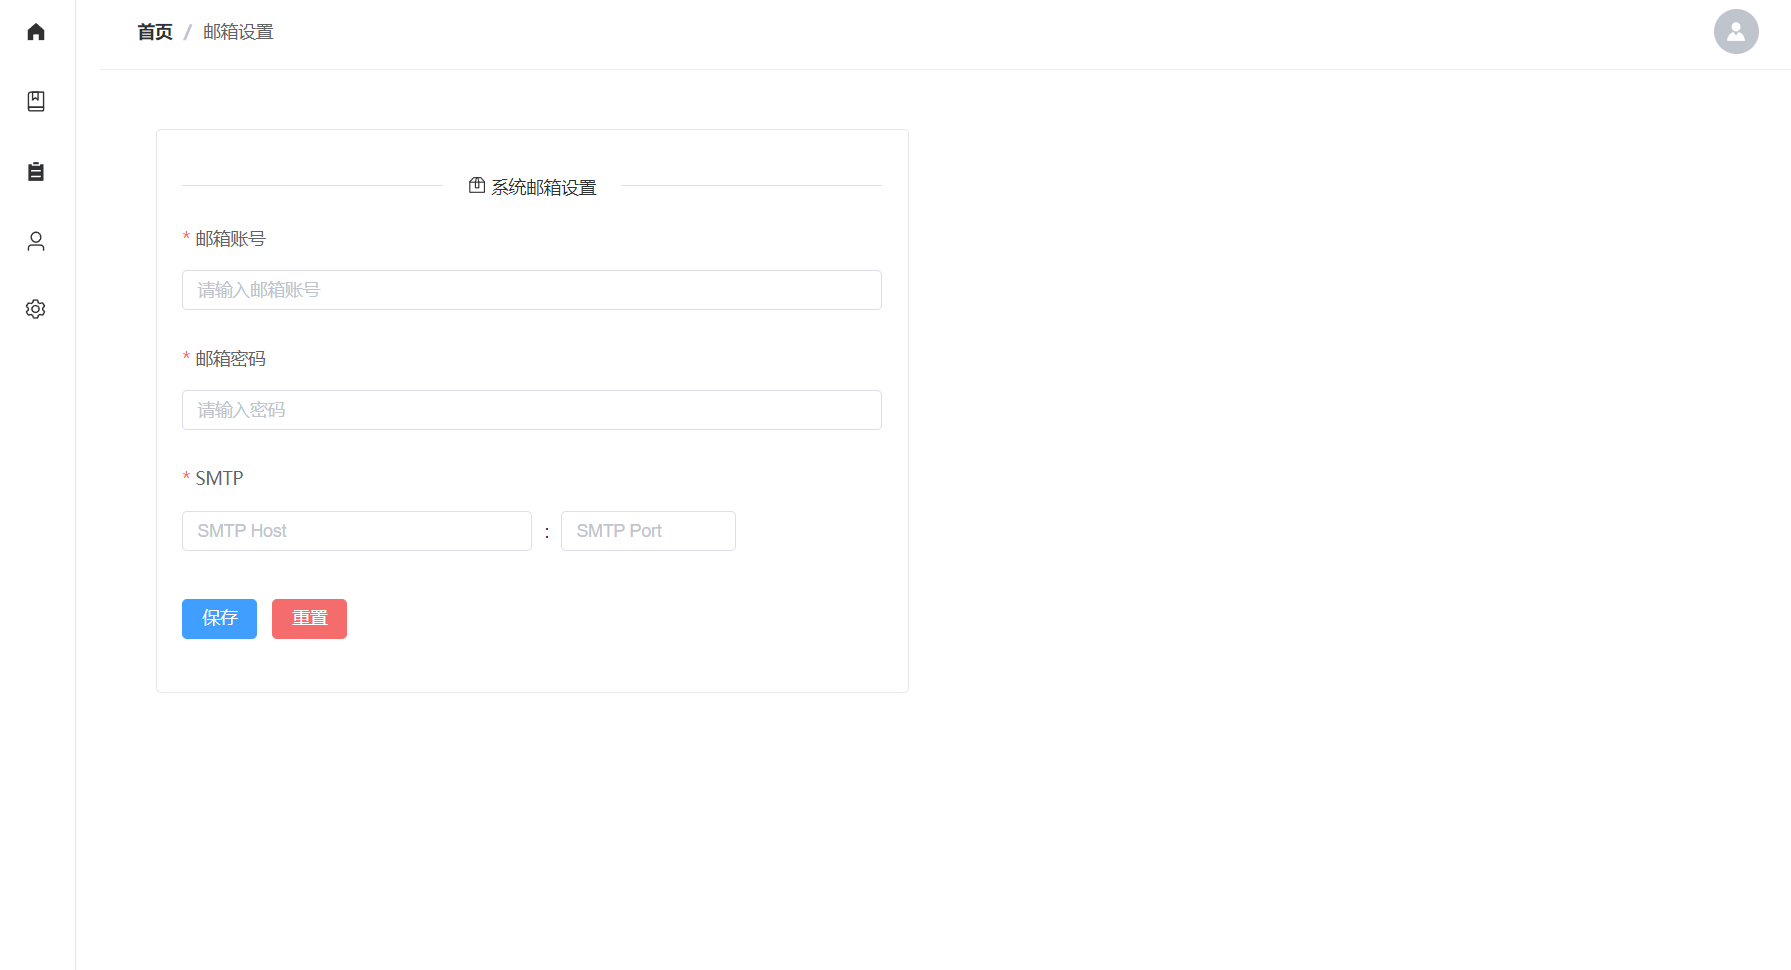 首页 / 邮箱设置
系统邮箱设置
* 邮箱账号
请输入邮箱账号
* 邮箱密码
请输入密码
* SMTP
SMTP Host : SMTP Port
保存 重置